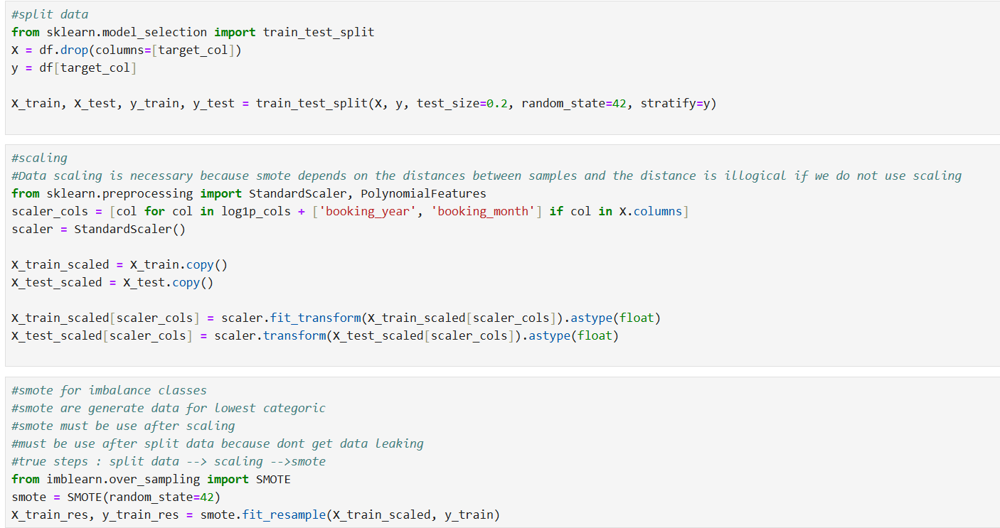 #split data
from sklearn.model_selection import train_test_split
X = df.drop(columns=[target_col])
y = df[target_col]
X_train, X_test, y_train, y_test = train_test_split(X, y, test_size=0.2, random_state=42, stratify=y)
#scaling
#Data scaling is necessary because smote depends on the distances between samples and the distance is illogical if we do not use scaling
from sklearn.preprocessing import StandardScaler, PolynomialFeatures
scaler_cols = [col for col in log1p_cols + ['booking_year', 'booking_month'] if col in X.columns]
scaler = StandardScaler()
X_train_scaled = X_train.copy()
X_test_scaled = X_test.copy()
X_train_scaled[scaler_cols] = scaler.fit_transform(X_train_scaled[scaler_cols]).astype(float)
X_test_scaled[scaler_cols] = scaler.transform(X_test_scaled[scaler_cols]).astype(float)
#smote for imbalance classes
#smote are generate data for lowest categoric
#smote must be use after scaling
#must be use after split data because dont get data leaking
#true steps : split data --> scaling -->smote
from imblearn.over_sampling import SMOTE
smote = SMOTE(random_state=42)
X_train_res, y_train_res = smote.fit_resample(X_train_scaled, y_train)